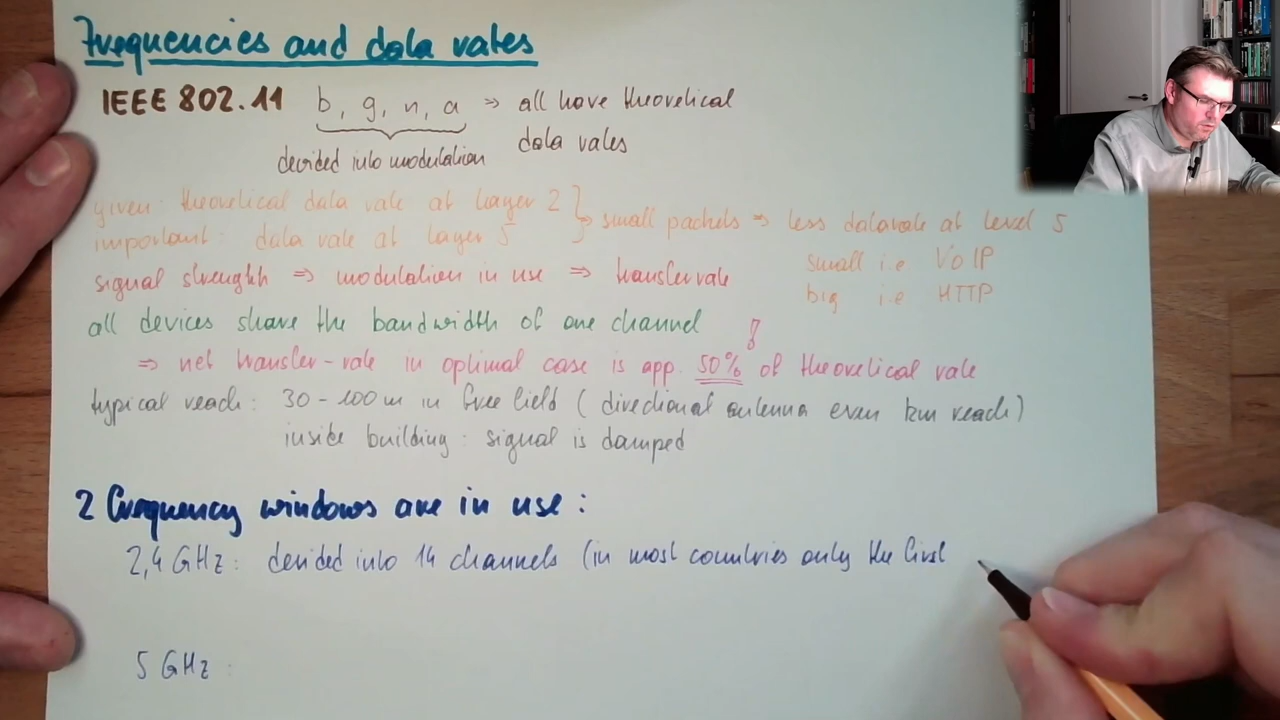 Frequencies and data rates
IEEE 802.11 b, g, n, a => all have theoretical
data rates
devided into modulation
given: theoretical data rate at Layer 2
important: data rate at Layer 5
small packets => less datarate at level 5
small i.e VoIP
big i.e HTTP
signal strenght => modulation in use => transferrate
all devices share the bandwidth of one channel
=> net transfer-rate in optimal case is app. 50% of theoretical rate !
typical reach: 30-100m in free field (directional antenna even km reach)
inside building: signal is damped
2 frequency windows are in use:
2,4 GHz: devided into 14 channels (in most countries only the first
5 GHz: